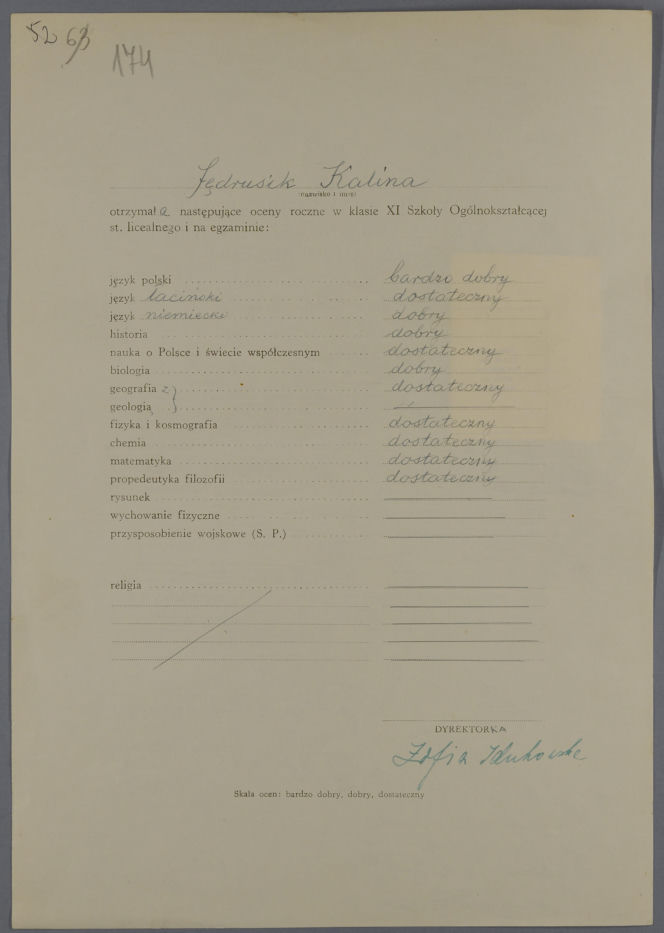 52 63
174
Jędrusik Kalina
(nazwisko i imię)
otrzymał a następujące oceny roczne w klasie XI Szkoły Ogólnokształcącej
st. licealnego i na egzaminie:
język polski bardzo dobry
język łaciński dostateczny
język niemiecki dobry
historia dobry
nauka o Polsce i świecie współczesnym dostateczny
biologia dobry
geografia z } dostateczny
geologią }
fizyka i kosmografia dostateczny
chemia dostateczny
matematyka dostateczny
propedeutyka filozofii dostateczny
rysunek
wychowanie fizyczne
przysposobienie wojskowe (S. P.)
religia
DYREKTORKA
Zofia
Skala ocen: bardzo dobry, dobry, dostateczny